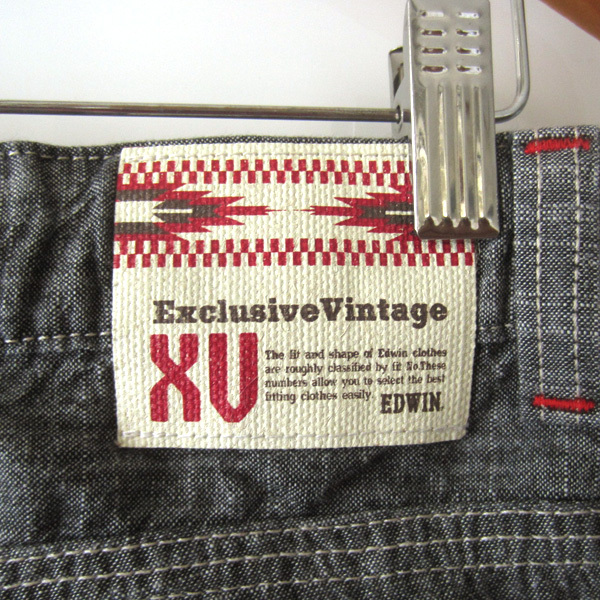 ExclusiveVintage
XV
The fit and shape of Edwin clothes
are roughly classified by fit No.These
numbers allow you to select the best
fitting clothes easily.
EDWIN.